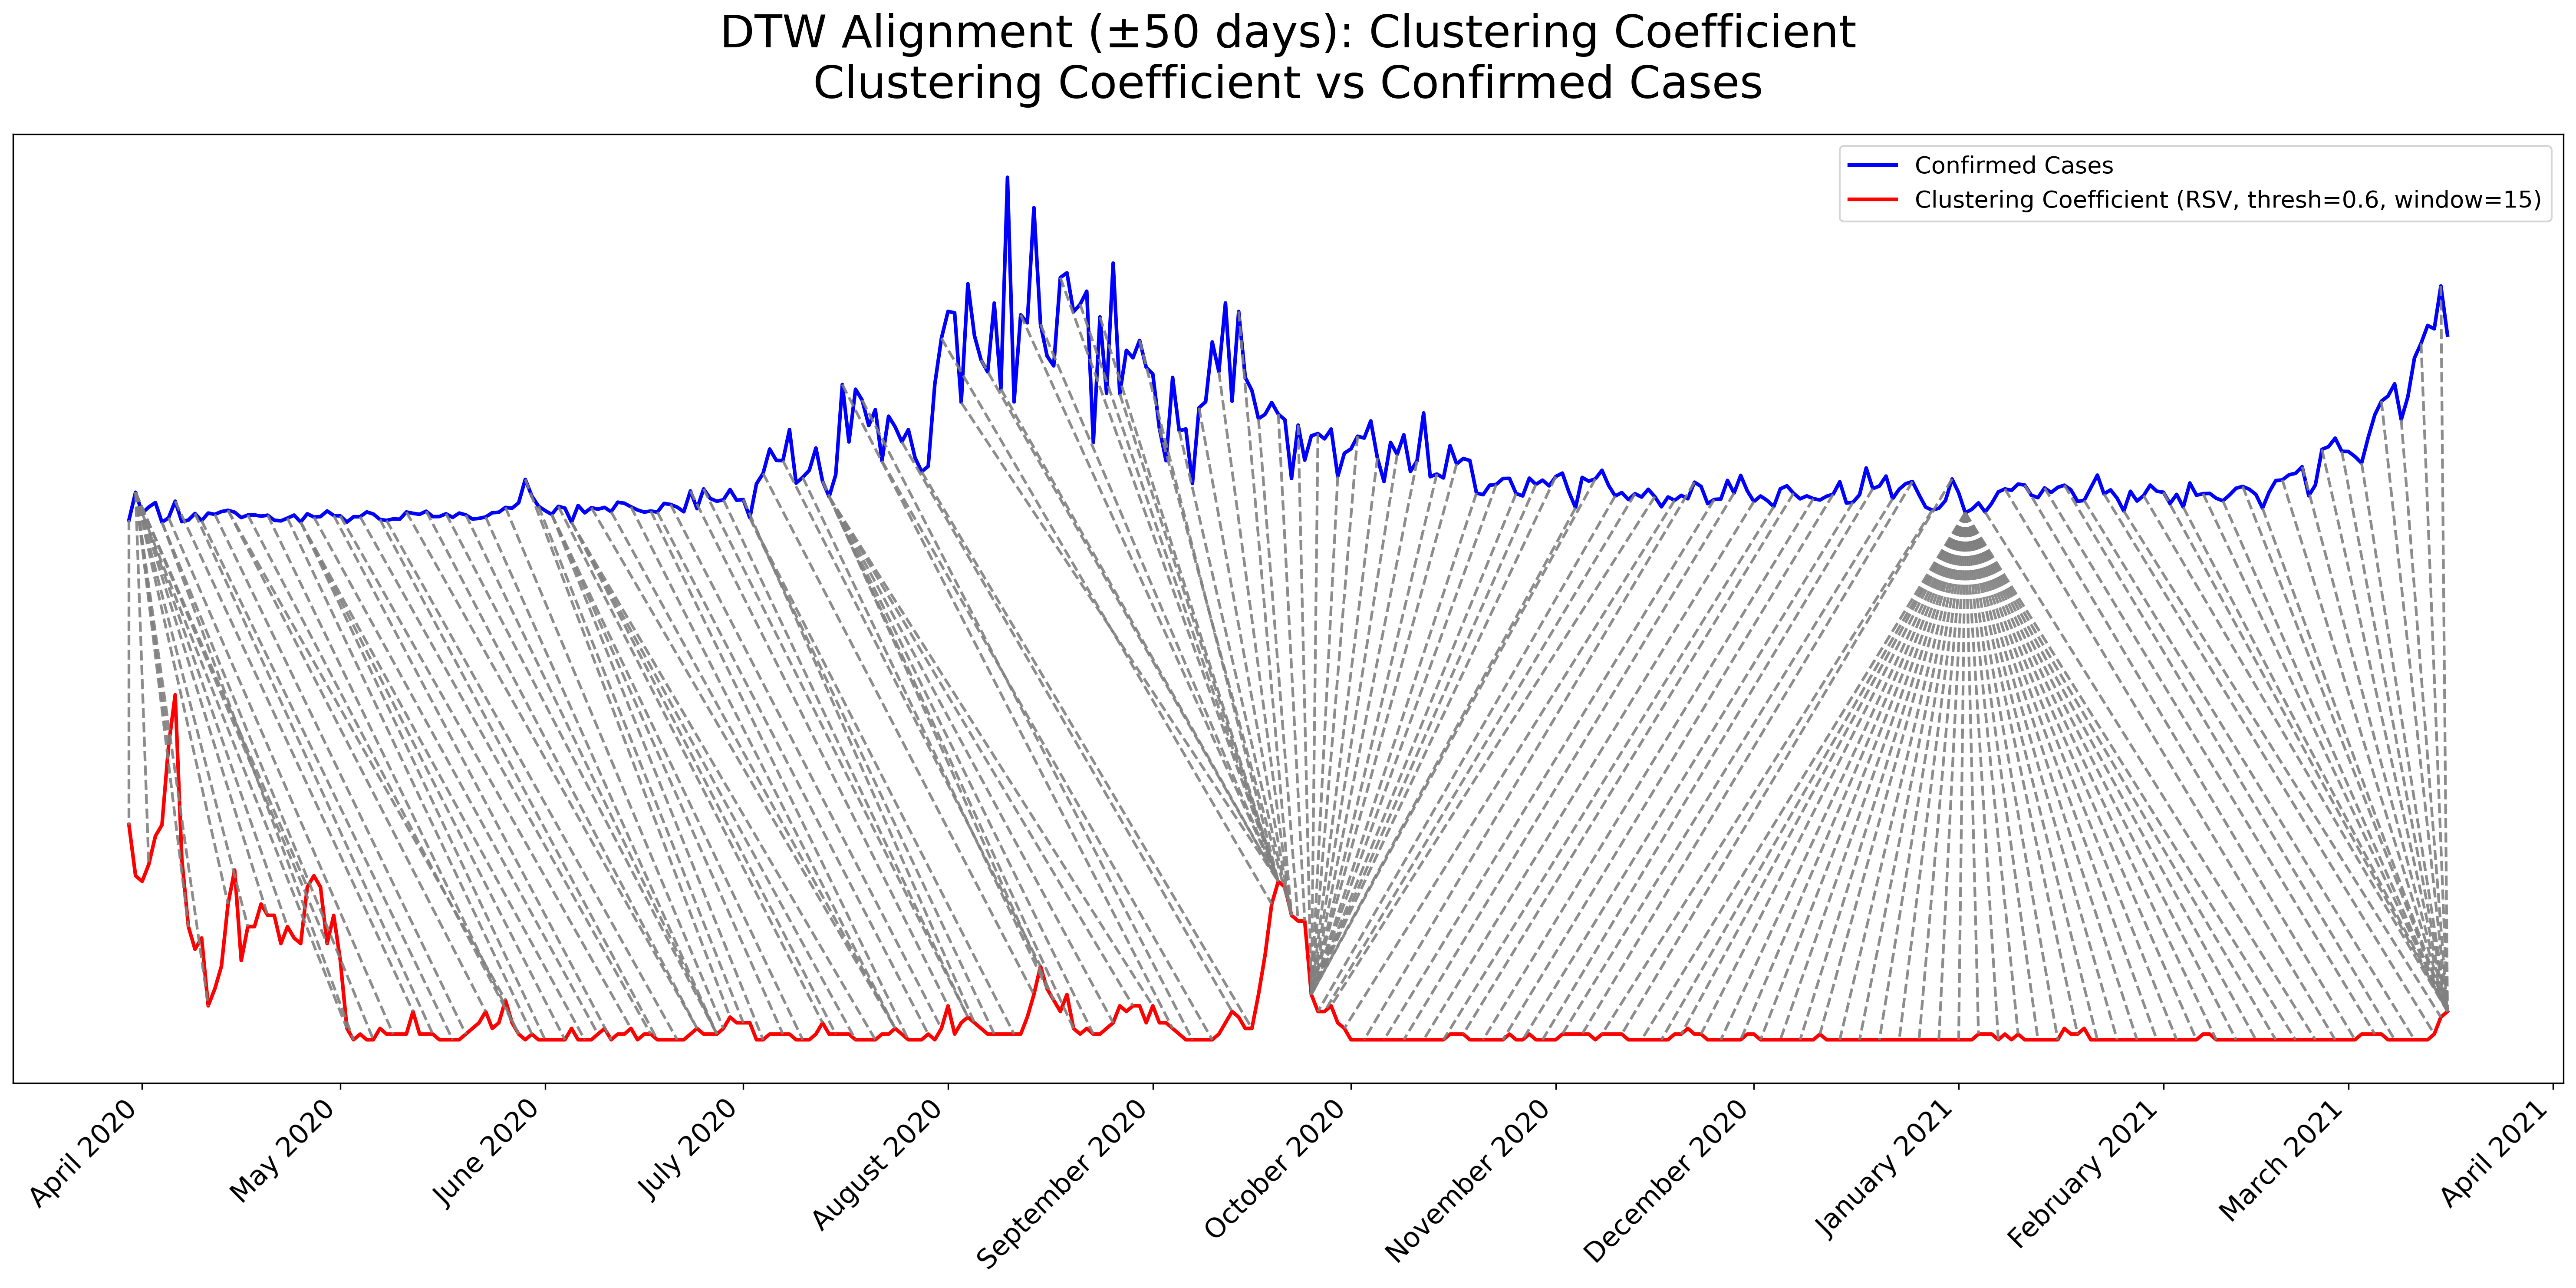 DTW Alignment (±50 days): Clustering Coefficient
Clustering Coefficient vs Confirmed Cases
Confirmed Cases
Clustering Coefficient (RSV, thresh=0.6, window=15)
April 2020
May 2020
June 2020
July 2020
August 2020
September 2020
October 2020
November 2020
December 2020
January 2021
February 2021
March 2021
April 2021